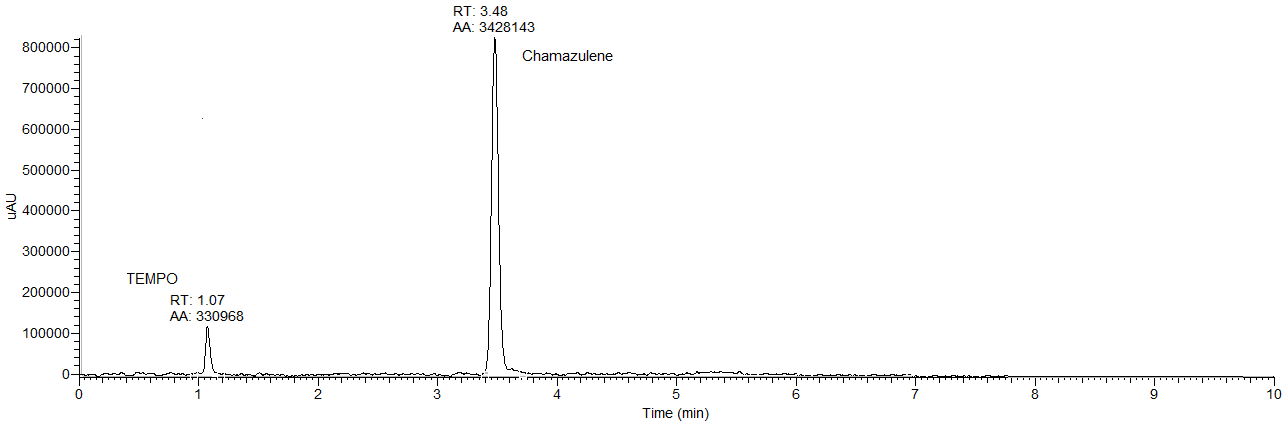 RT: 3.48
AA: 3428143
Chamazulene
800000
700000
600000
500000
400000
300000
200000
100000
0
uAU
TEMPO
RT: 1.07
AA: 330968
0 1 2 3 4 5 6 7 8 9 10
Time (min)